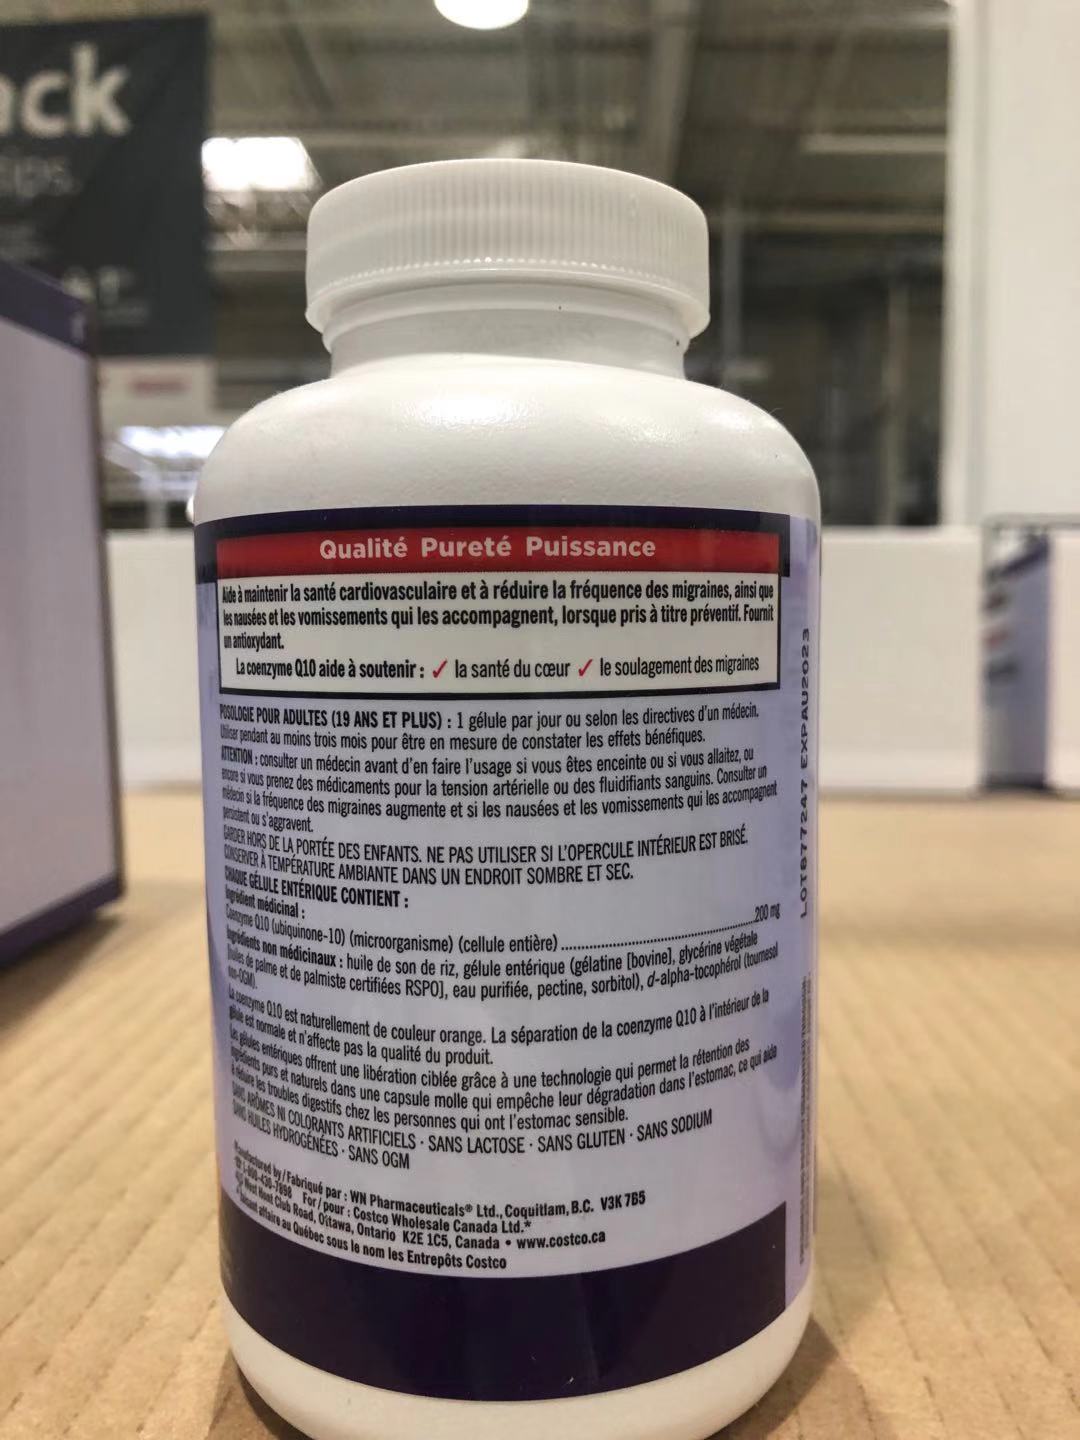 ack
Qualité Pureté Puissance
Aide à maintenir la santé cardiovasculaire et à réduire la fréquence des migraines, ainsi que
les nausées et les vomissements qui les accompagnent, lorsque pris à titre préventif. Fournit
un antioxydant.
La coenzyme Q10 aide à soutenir : ✓ la santé du cœur ✓ le soulagement des migraines
POSOLOGIE POUR ADULTES (19 ANS ET PLUS) : 1 gélule par jour ou selon les directives d'un médecin.
Utiliser pendant au moins trois mois pour être en mesure de constater les effets bénéfiques.
ATTENTION : consulter un médecin avant d'en faire l'usage si vous êtes enceinte ou si vous allaitez, ou
encore si vous prenez des médicaments pour la tension artérielle ou des fluidifiants sanguins. Consulter un
médecin si la fréquence des migraines augmente et si les nausées et les vomissements qui les accompagnent
persistent ou s'aggravent.
GARDER HORS DE LA PORTÉE DES ENFANTS. NE PAS UTILISER SI L'OPERCULE INTÉRIEUR EST BRISÉ.
CONSERVER À TEMPÉRATURE AMBIANTE DANS UN ENDROIT SOMBRE ET SEC.
CHAQUE GÉLULE ENTÉRIQUE CONTIENT :
Ingrédient médicinal :
Coenzyme Q10 (ubiquinone-10) (microorganisme) (cellule entière) ........................................ 200 mg
Ingrédients non médicinaux : huile de son de riz, gélule entérique (gélatine [bovine], glycérine végétale
[huiles de palme et de palmiste certifiées RSPO], eau purifiée, pectine, sorbitol), d-alpha-tocophérol (tournesol
non-OGM).
La coenzyme Q10 est naturellement de couleur orange. La séparation de la coenzyme Q10 à l'intérieur de la
gélule est normale et n'affecte pas la qualité du produit.
Les gélules entériques offrent une libération ciblée grâce à une technologie qui permet la rétention des
ingrédients purs et naturels dans une capsule molle qui empêche leur dégradation dans l'estomac, ce qui aide
à réduire les troubles digestifs chez les personnes qui ont l'estomac sensible.
SANS ARÔMES NI COLORANTS ARTIFICIELS · SANS LACTOSE · SANS GLUTEN · SANS SODIUM
SANS HUILES HYDROGÉNÉES · SANS OGM
Manufactured by / Fabriqué par : WN Pharmaceuticals® Ltd., Coquitlam, B.C. V3K 7B5
1-800-430-7898 For / pour : Costco Wholesale Canada Ltd.*
West Hunt Club Road, Ottawa, Ontario K2E 1C5, Canada • www.costco.ca
faisant affaire au Québec sous le nom les Entrepôts Costco
LOT877247 EXPAU2023